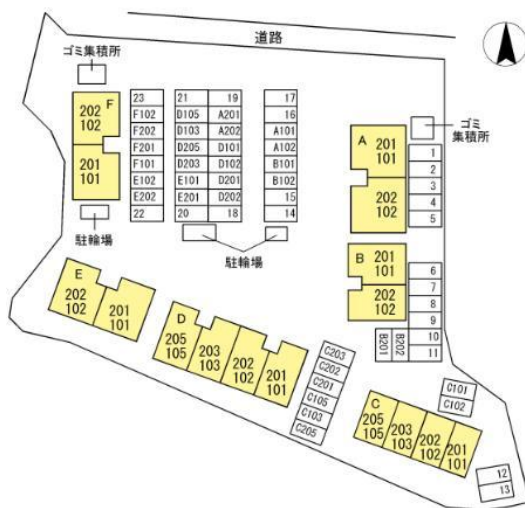 道路
ゴミ集積所
F
202
102
201
101
駐輪場
23
F102
F202
F201
F101
E102
E202
22
21
D105
D103
D205
D203
E101
E201
20
19
A201
A202
D101
D102
D201
D202
18
17
16
A101
A102
B101
B102
15
14
駐輪場
ゴミ
集積所
A
201
101
202
102
1
2
3
4
5
B
201
101
202
102
6
7
8
9
10
11
B201
B202
E
202
102
201
101
D
205
105
203
103
202
102
201
101
C203
C202
C201
C105
C103
C205
C
205
105
203
103
202
102
201
101
C101
C102
12
13